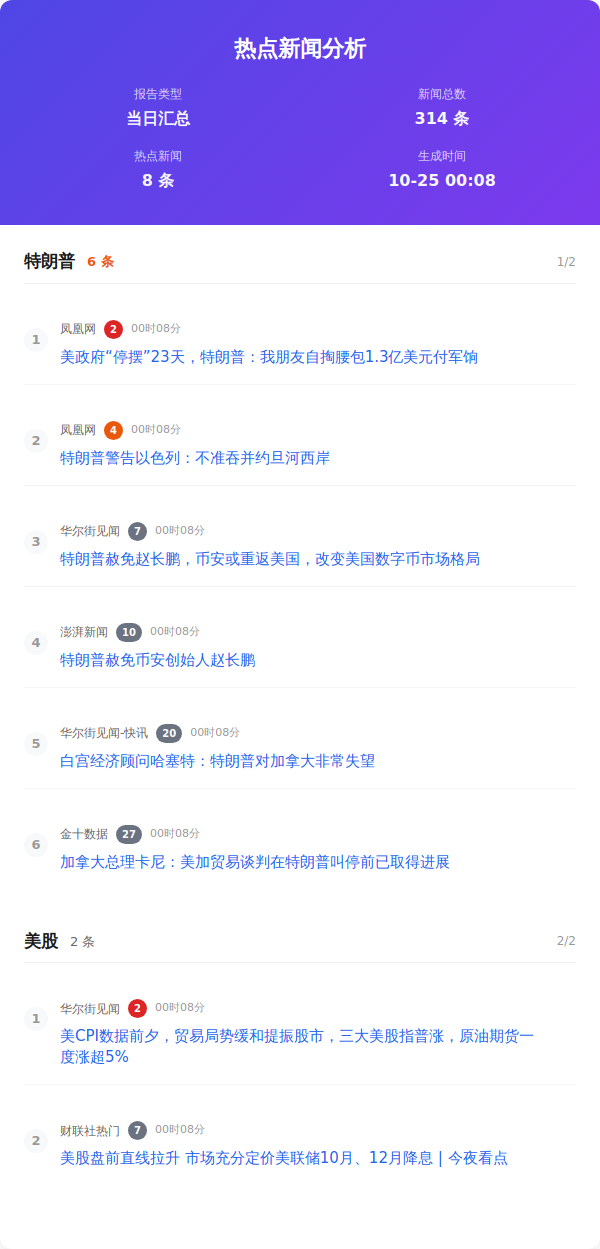 热点新闻分析
报告类型
新闻总数
当日汇总
314 条
热点新闻
生成时间
8 条
10-25 00:08
特朗普 6 条 1/2
1 凤凰网 2 00时08分
美政府“停摆”23天，特朗普：我朋友自掏腰包1.3亿美元付军饷
2 凤凰网 4 00时08分
特朗普警告以色列：不准吞并约旦河西岸
3 华尔街见闻 7 00时08分
特朗普赦免赵长鹏，币安或重返美国，改变美国数字币市场格局
4 澎湃新闻 10 00时08分
特朗普赦免币安创始人赵长鹏
5 华尔街见闻-快讯 20 00时08分
白宫经济顾问哈塞特：特朗普对加拿大非常失望
6 金十数据 27 00时08分
加拿大总理卡尼：美加贸易谈判在特朗普叫停前已取得进展
美股 2 条 2/2
1 华尔街见闻 2 00时08分
美CPI数据前夕，贸易局势缓和提振股市，三大美股指普涨，原油期货一
度涨超5%
2 财联社热门 7 00时08分
美股盘前直线拉升 市场充分定价美联储10月、12月降息 | 今夜看点